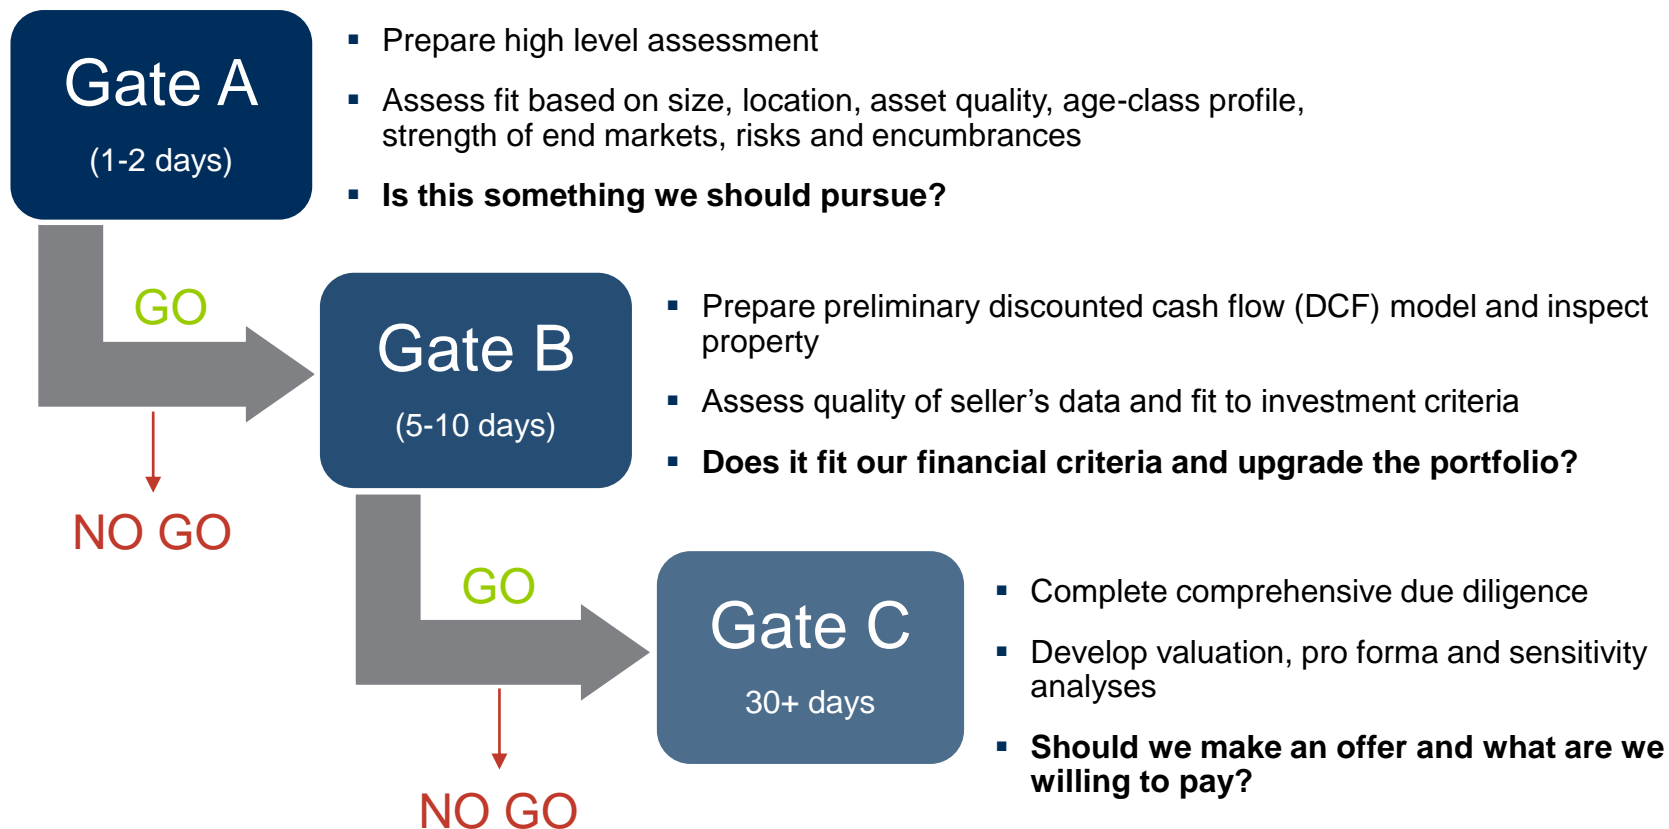 Gate A
(1-2 days)
▪ Prepare high level assessment
▪ Assess fit based on size, location, asset quality, age-class profile,
strength of end markets, risks and encumbrances
▪ Is this something we should pursue?
GO
NO GO
Gate B
(5-10 days)
▪ Prepare preliminary discounted cash flow (DCF) model and inspect
property
▪ Assess quality of seller’s data and fit to investment criteria
▪ Does it fit our financial criteria and upgrade the portfolio?
GO
NO GO
Gate C
30+ days
▪ Complete comprehensive due diligence
▪ Develop valuation, pro forma and sensitivity
analyses
▪ Should we make an offer and what are we
willing to pay?